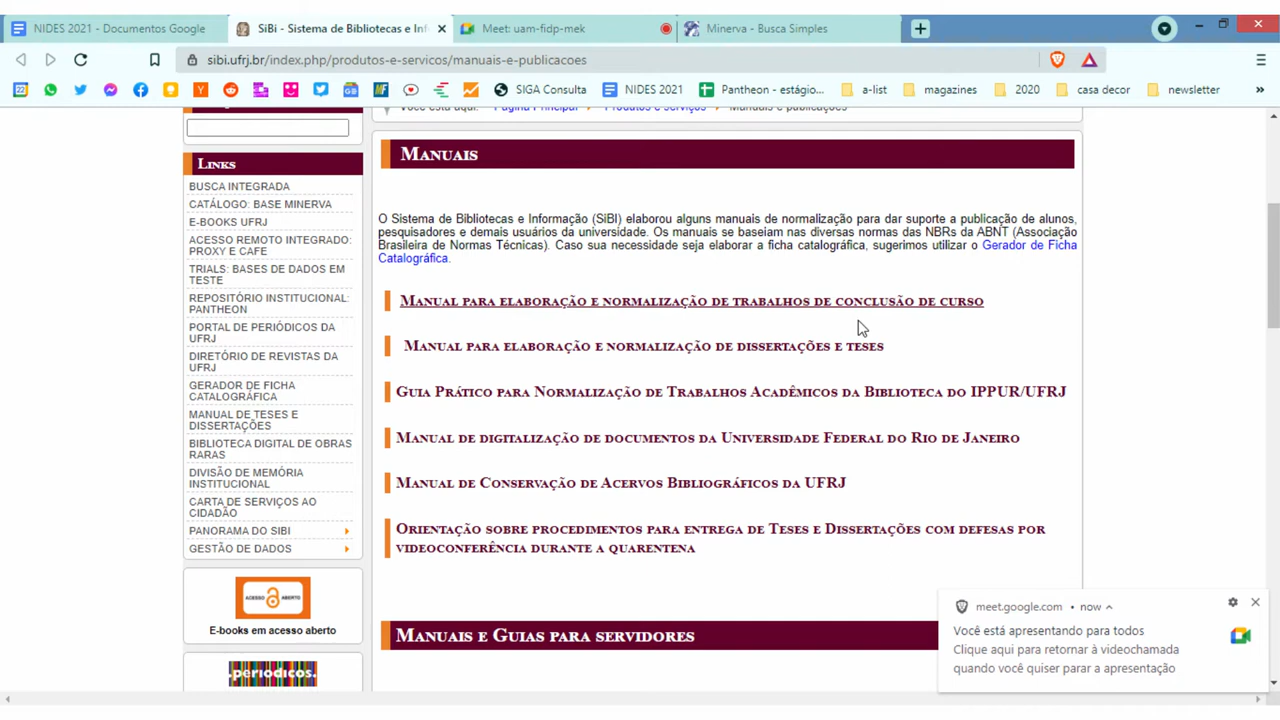 NIDES 2021 - Documentos Google
SiBi - Sistema de Bibliotecas e Inf
Meet: uam-fidp-mek
Minerva - Busca Simples
sibi.ufrj.br/index.php/produtos-e-servicos/manuais-e-publicacoes
SIGA Consulta
NIDES 2021
Pantheon - estágio...
a-list
magazines
2020
casa decor
newsletter
»
Você está aqui: Página Principal Produtos e serviços Manuais e publicações
LINKS
BUSCA INTEGRADA
CATÁLOGO: BASE MINERVA
E-BOOKS UFRJ
ACESSO REMOTO INTEGRADO:
PROXY E CAFE
TRIALS: BASES DE DADOS EM
TESTE
REPOSITÓRIO INSTITUCIONAL:
PANTHEON
PORTAL DE PERIÓDICOS DA
UFRJ
DIRETÓRIO DE REVISTAS DA
UFRJ
GERADOR DE FICHA
CATALOGRÁFICA
MANUAL DE TESES E
DISSERTAÇÕES
BIBLIOTECA DIGITAL DE OBRAS
RARAS
DIVISÃO DE MEMÓRIA
INSTITUCIONAL
CARTA DE SERVIÇOS AO
CIDADÃO
PANORAMA DO SIBI
GESTÃO DE DADOS
ACESSO ABERTO
E-books em acesso aberto
.periodicos.
MANUAIS
O Sistema de Bibliotecas e Informação (SiBI) elaborou alguns manuais de normalização para dar suporte a publicação de alunos,
pesquisadores e demais usuários da universidade. Os manuais se baseiam nas diversas normas das NBRs da ABNT (Associação
Brasileira de Normas Técnicas). Caso sua necessidade seja elaborar a ficha catalográfica, sugerimos utilizar o Gerador de Ficha
Catalográfica.
MANUAL PARA ELABORAÇÃO E NORMALIZAÇÃO DE TRABALHOS DE CONCLUSÃO DE CURSO
MANUAL PARA ELABORAÇÃO E NORMALIZAÇÃO DE DISSERTAÇÕES E TESES
GUIA PRÁTICO PARA NORMALIZAÇÃO DE TRABALHOS ACADÊMICOS DA BIBLIOTECA DO IPPUR/UFRJ
MANUAL DE DIGITALIZAÇÃO DE DOCUMENTOS DA UNIVERSIDADE FEDERAL DO RIO DE JANEIRO
MANUAL DE CONSERVAÇÃO DE ACERVOS BIBLIOGRÁFICOS DA UFRJ
ORIENTAÇÃO SOBRE PROCEDIMENTOS PARA ENTREGA DE TESES E DISSERTAÇÕES COM DEFESAS POR
VIDEOCONFERÊNCIA DURANTE A QUARENTENA
MANUAIS E GUIAS PARA SERVIDORES
meet.google.com • now
Você está apresentando para todos
Clique aqui para retornar à videochamada
quando você quiser parar a apresentação